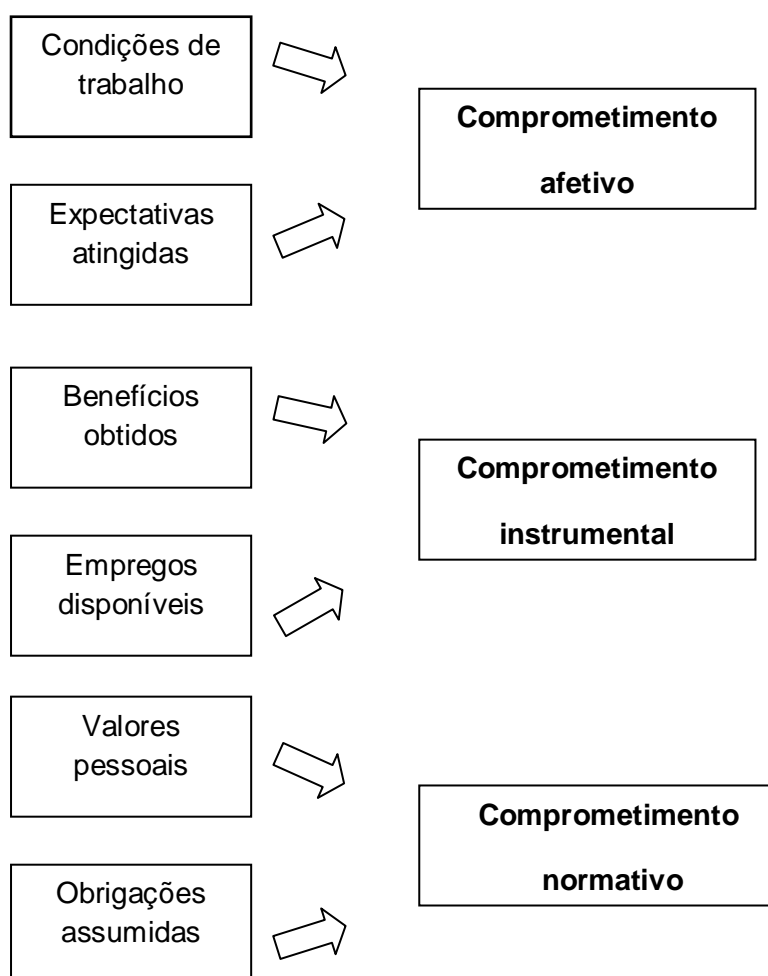 Condições de
trabalho
Comprometimento
afetivo
Expectativas
atingidas
Benefícios
obtidos
Comprometimento
instrumental
Empregos
disponíveis
Valores
pessoais
Comprometimento
normativo
Obrigações
assumidas